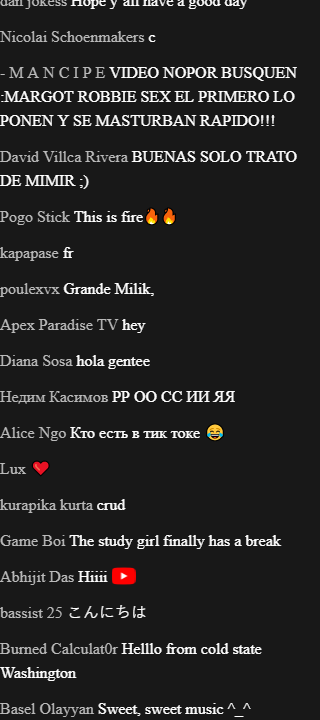 dan jokess Hope y'all have a good day
Nicolai Schoenmakers c
- M A N C I P E VIDEO NOPOR BUSQUEN
:MARGOT ROBBIE SEX EL PRIMERO LO
PONEN Y SE MASTURBAN RAPIDO!!!
David Villca Rivera BUENAS SOLO TRATO
DE MIMIR ;)
Pogo Stick This is fire🔥🔥
kapapase fr
poulexvx Grande Milik,
Apex Paradise TV hey
Diana Sosa hola gentee
Недим Касимов РР ОО СС ИИ ЯЯ
Alice Ngo Кто есть в тик токе 😂
Lux ❤
kurapika kurta crud
Game Boi The study girl finally has a break
Abhijit Das Hiiii
bassist 25 こんにちは
Burned Calculat0r Helllo from cold state
Washington
Basel Olayyan Sweet, sweet music ^_^